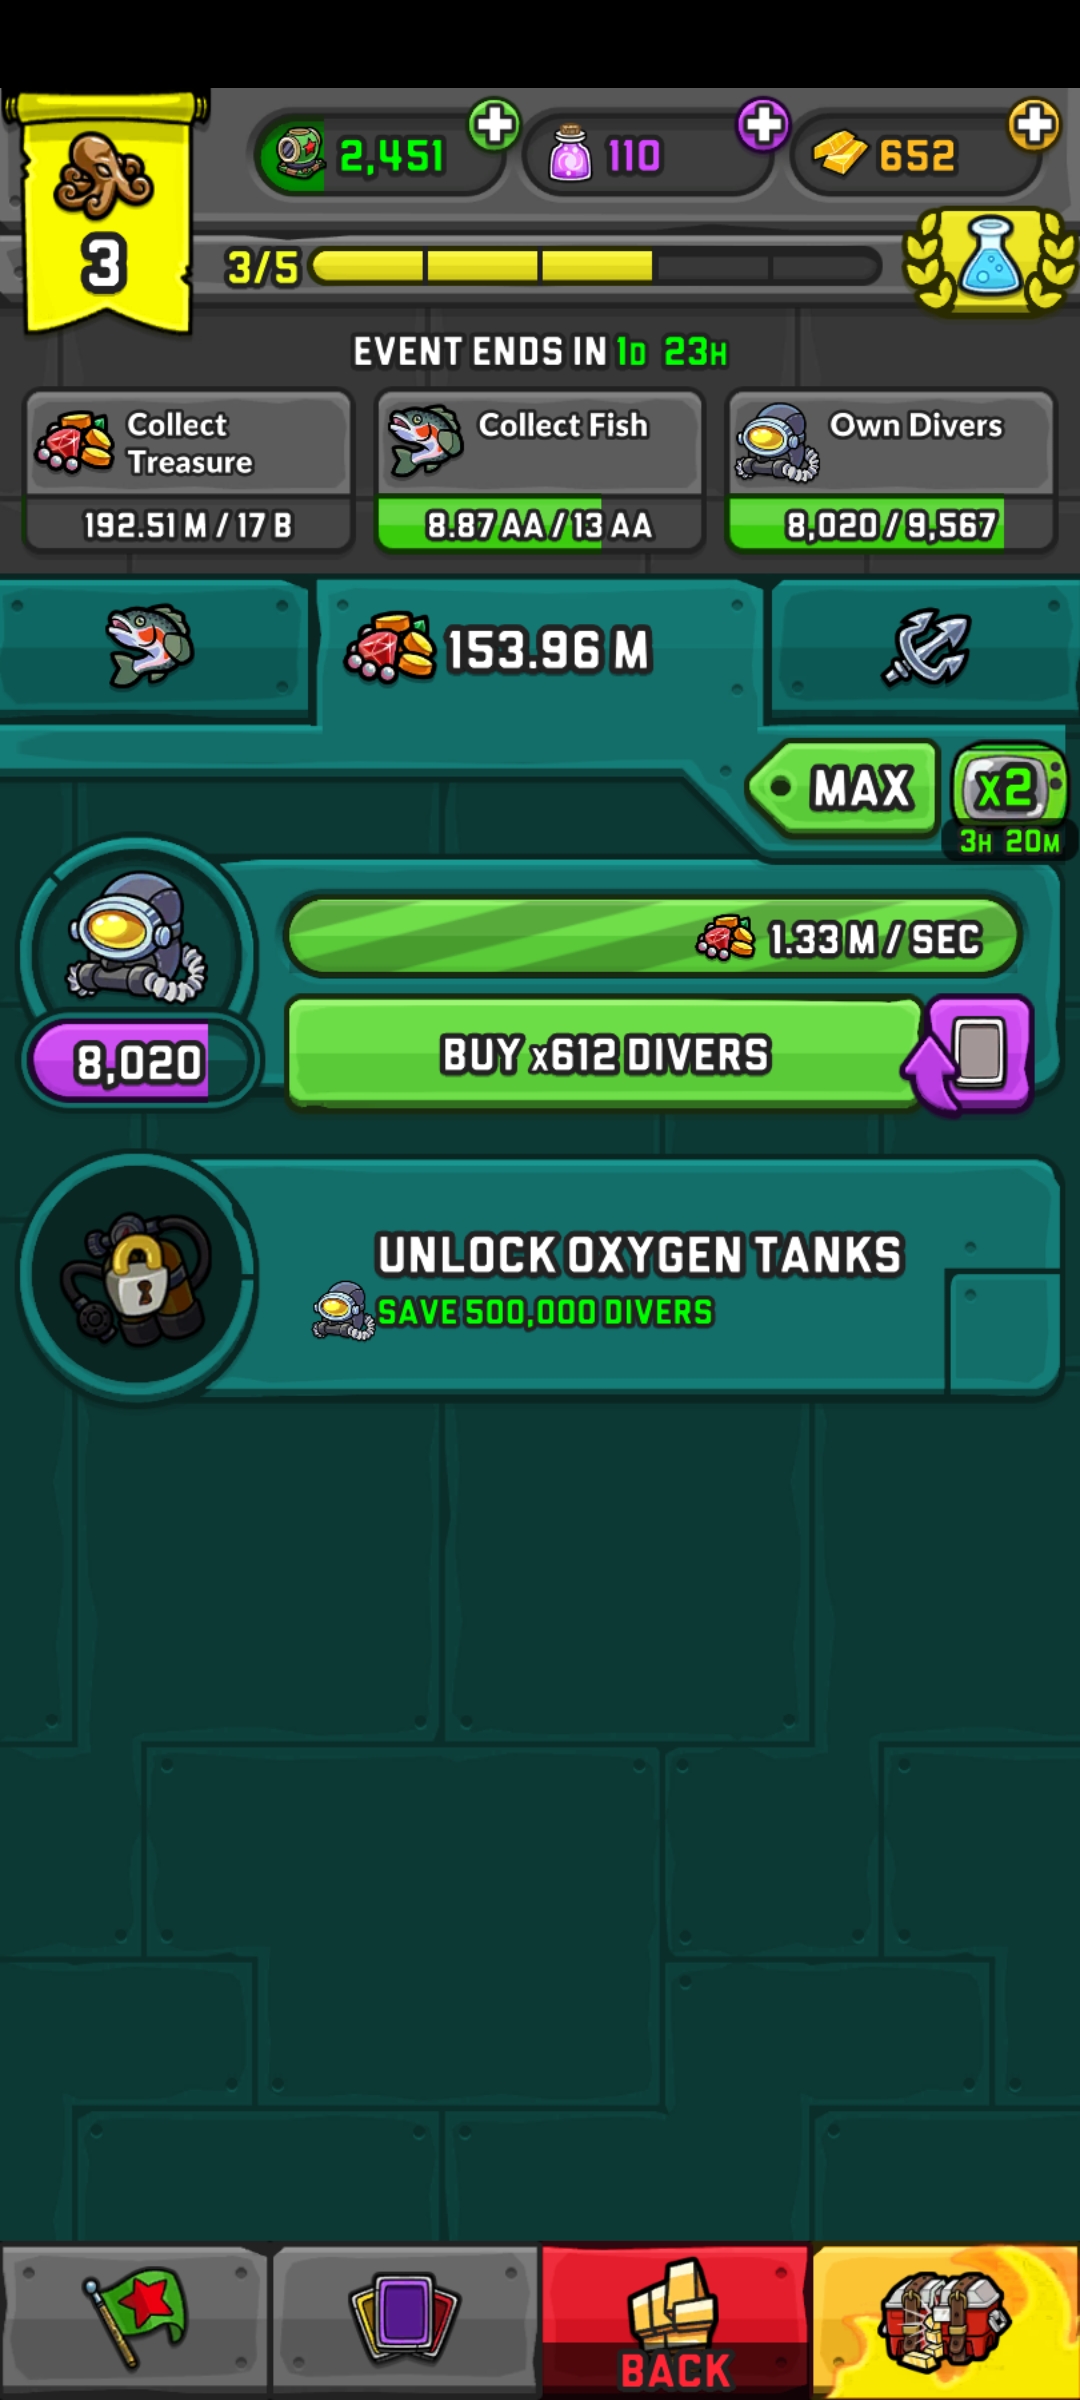 2,451
110
652
3
3/5
EVENT ENDS IN 1D 23H
Collect
Treasure
192.51 M / 17 B
Collect Fish
8.87 AA / 13 AA
Own Divers
8,020 / 9,567
153.96 M
MAX
x2
3H 20M
1.33 M / SEC
8,020
BUY x612 DIVERS
UNLOCK OXYGEN TANKS
SAVE 500,000 DIVERS
BACK